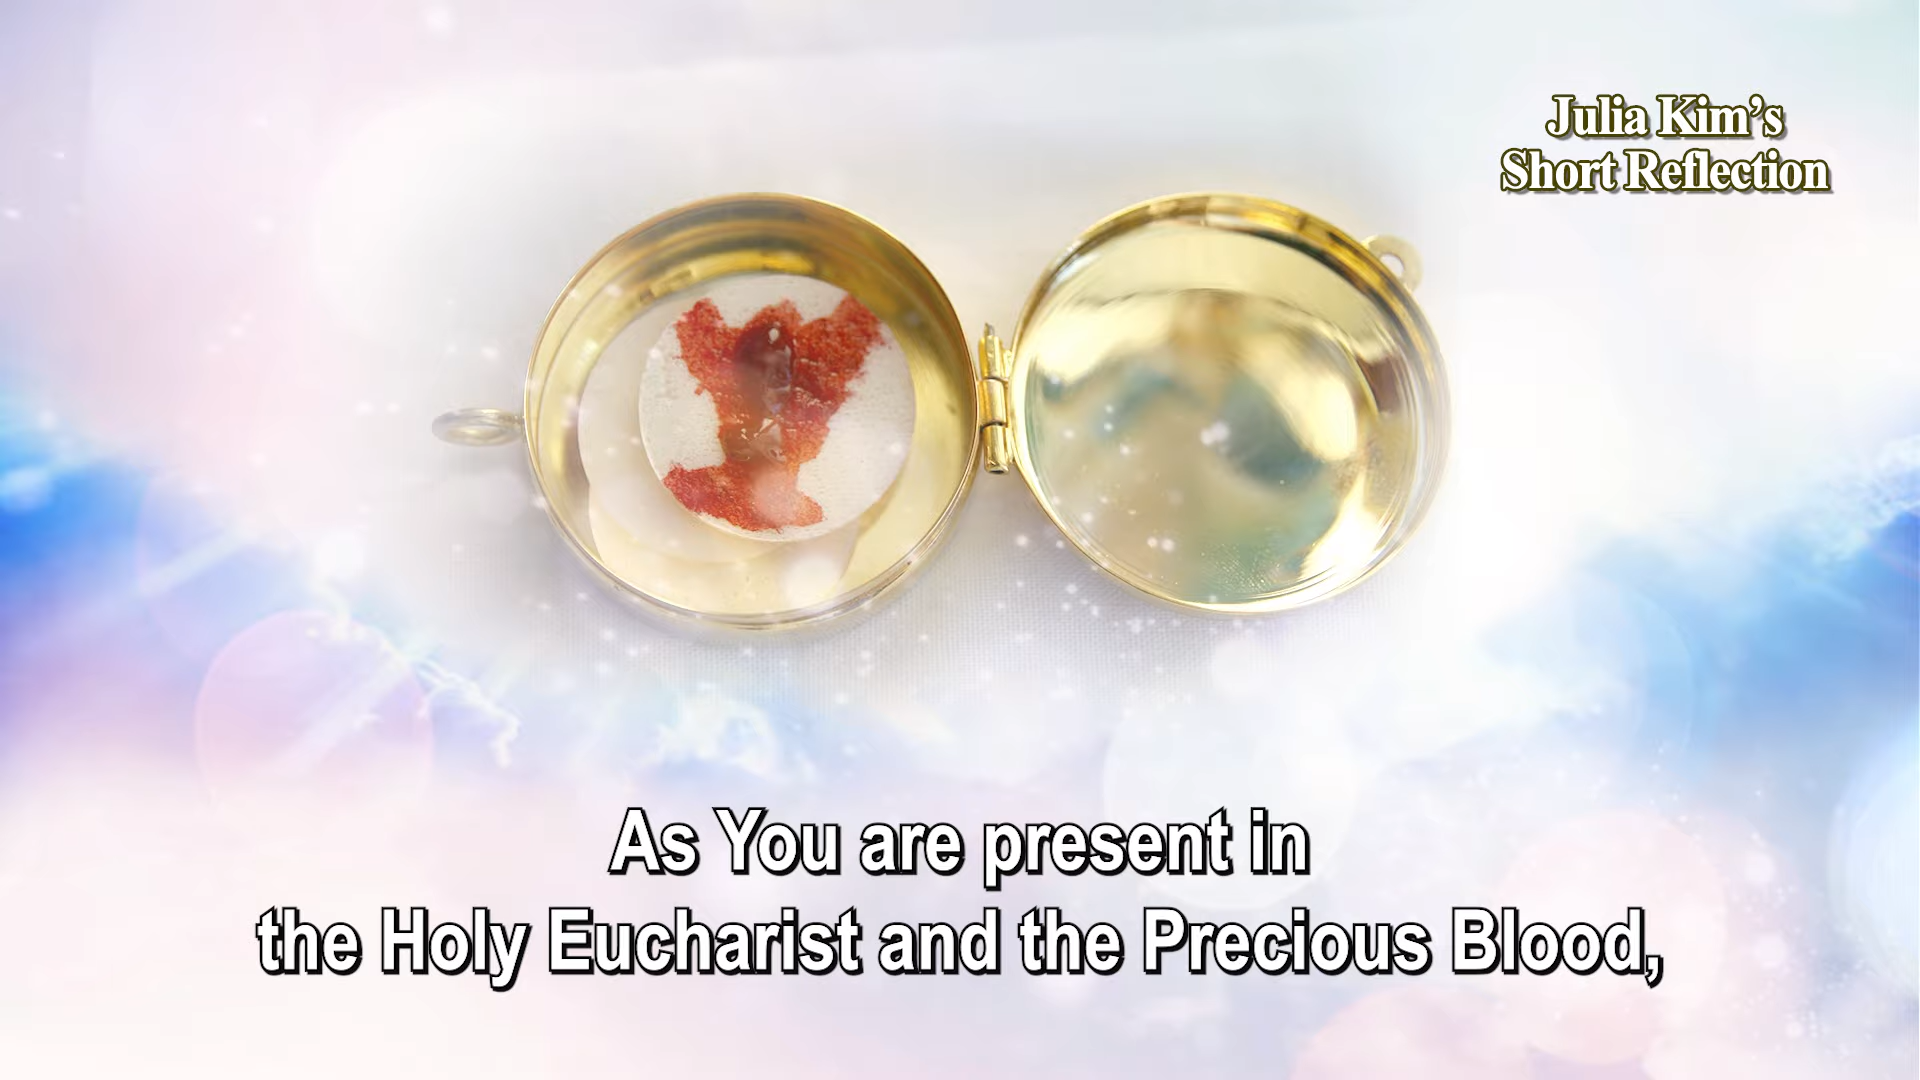 Julia Kim’s
Short Reflection
As You are present in
the Holy Eucharist and the Precious Blood,